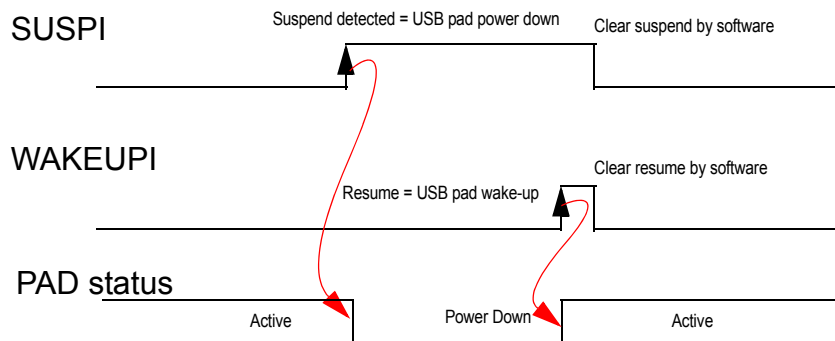 SUSPI
Suspend detected = USB pad power down
Clear suspend by software
WAKEUPI
Clear resume by software
Resume = USB pad wake-up
PAD status
Active
Power Down
Active